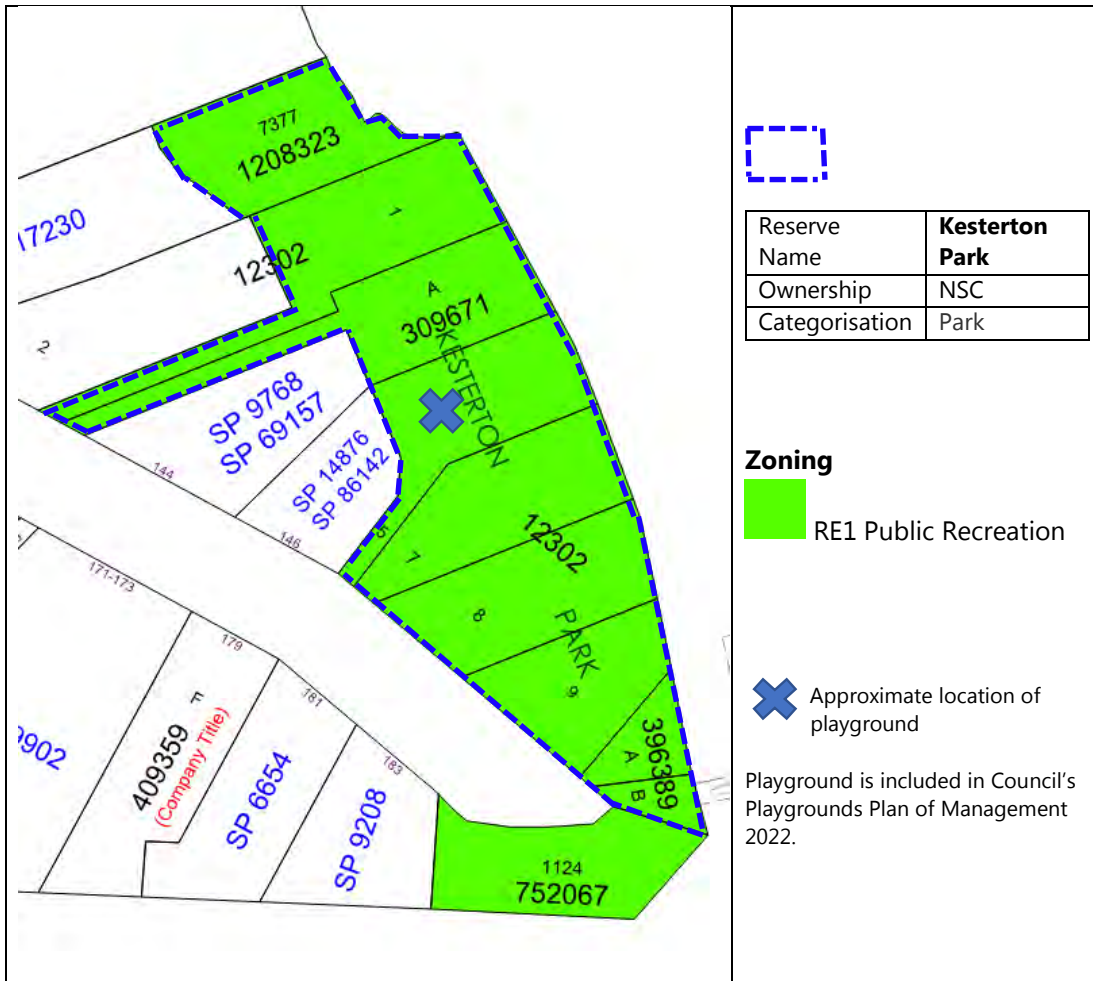 7377
1208323
17230
1
12302
A
309671
2
KESTERTON
SP 9768
SP 69157
SP 14876
SP 86142
144
146
5
7
12302
8
PARK
9
171-173
179
181
183
F
409359
(Company Title)
9902
SP 6654
SP 9208
396389
A
B
1124
752067
Reserve Name Kesterton Park
Ownership NSC
Categorisation Park
Zoning
RE1 Public Recreation
Approximate location of
playground
Playground is included in Council's
Playgrounds Plan of Management
2022.